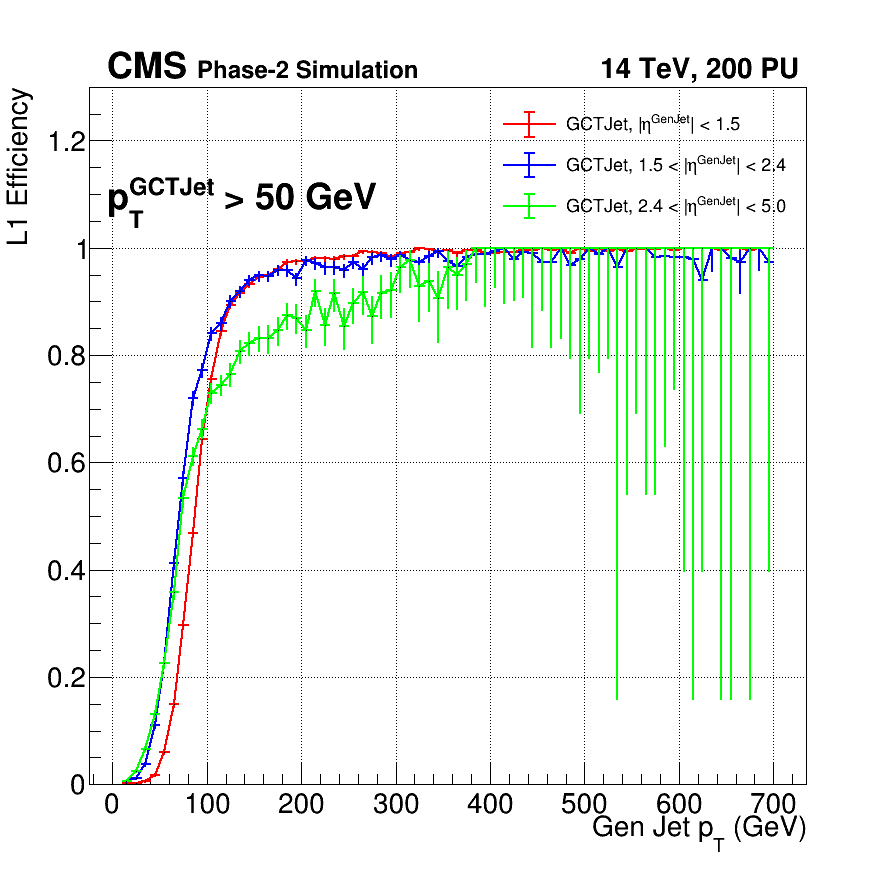 CMS Phase-2 Simulation 14 TeV, 200 PU
L1 Efficiency
GCTJet, |η^GenJet| < 1.5
GCTJet, 1.5 < |η^GenJet| < 2.4
GCTJet, 2.4 < |η^GenJet| < 5.0
p_T^GCTJet > 50 GeV
1.2
1
0.8
0.6
0.4
0.2
0
0 100 200 300 400 500 600 700
Gen Jet p_T (GeV)